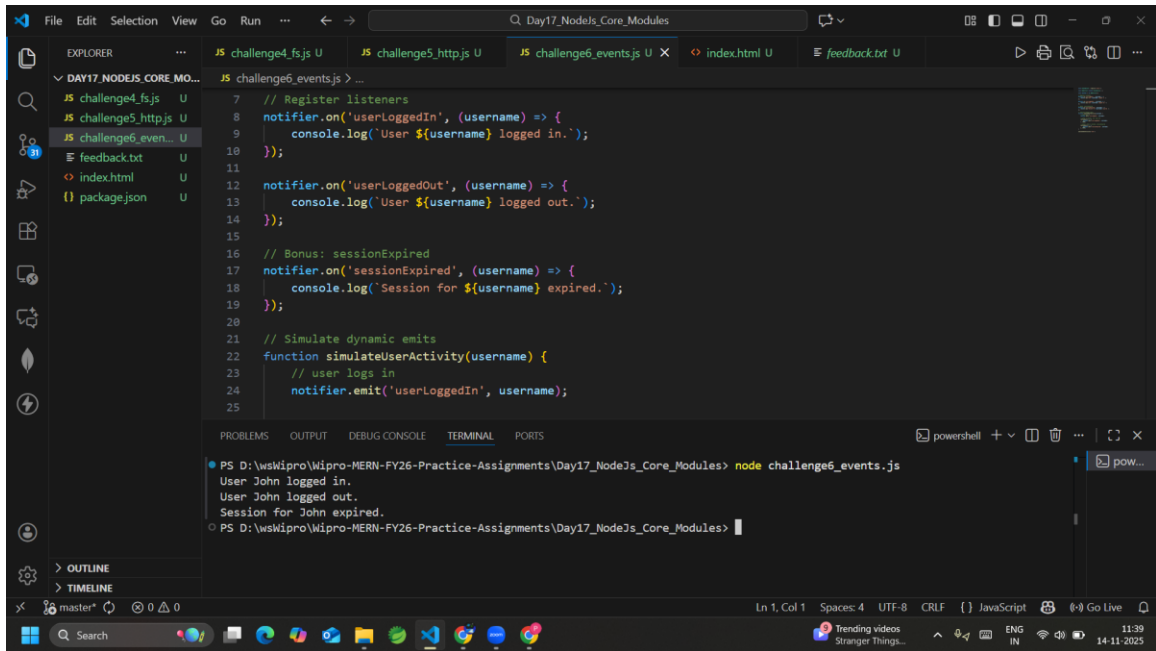 File Edit Selection View Go Run ··· Day17_NodeJs_Core_Modules
EXPLORER ···
DAY17_NODEJS_CORE_MO...
JS challenge4_fs.js U
JS challenge5_http.js U
JS challenge6_even... U
feedback.txt U
index.html U
{} package.json U
OUTLINE
TIMELINE
JS challenge4_fs.js U JS challenge5_http.js U JS challenge6_events.js U index.html U feedback.txt U
JS challenge6_events.js > ...
7 // Register listeners
8 notifier.on('userLoggedIn', (username) => {
9 console.log(`User ${username} logged in.`);
10 });
11
12 notifier.on('userLoggedOut', (username) => {
13 console.log(`User ${username} logged out.`);
14 });
15
16 // Bonus: sessionExpired
17 notifier.on('sessionExpired', (username) => {
18 console.log(`Session for ${username} expired.`);
19 });
20
21 // Simulate dynamic emits
22 function simulateUserActivity(username) {
23 // user logs in
24 notifier.emit('userLoggedIn', username);
25
PROBLEMS OUTPUT DEBUG CONSOLE TERMINAL PORTS powershell
PS D:\wsWipro\Wipro-MERN-FY26-Practice-Assignments\Day17_NodeJs_Core_Modules> node challenge6_events.js
User John logged in.
User John logged out.
Session for John expired.
PS D:\wsWipro\Wipro-MERN-FY26-Practice-Assignments\Day17_NodeJs_Core_Modules>
pow...
31
master* 0 0 Ln 1, Col 1 Spaces: 4 UTF-8 CRLF {} JavaScript Go Live
Search
9 Trending videos
Stranger Things...
ENG
IN
11:39
14-11-2025